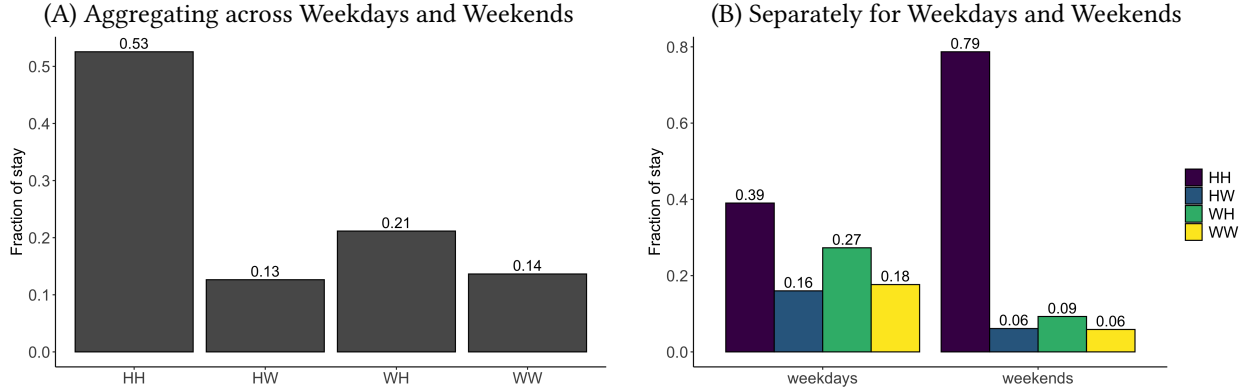 (A) Aggregating across Weekdays and Weekends
Fraction of stay
0.5
0.4
0.3
0.2
0.1
0.0
0.53
0.13
0.21
0.14
HH HW WH WW
(B) Separately for Weekdays and Weekends
Fraction of stay
0.8
0.6
0.4
0.2
0.0
0.39
0.16
0.27
0.18
0.79
0.06
0.09
0.06
weekdays weekends
HH
HW
WH
WW